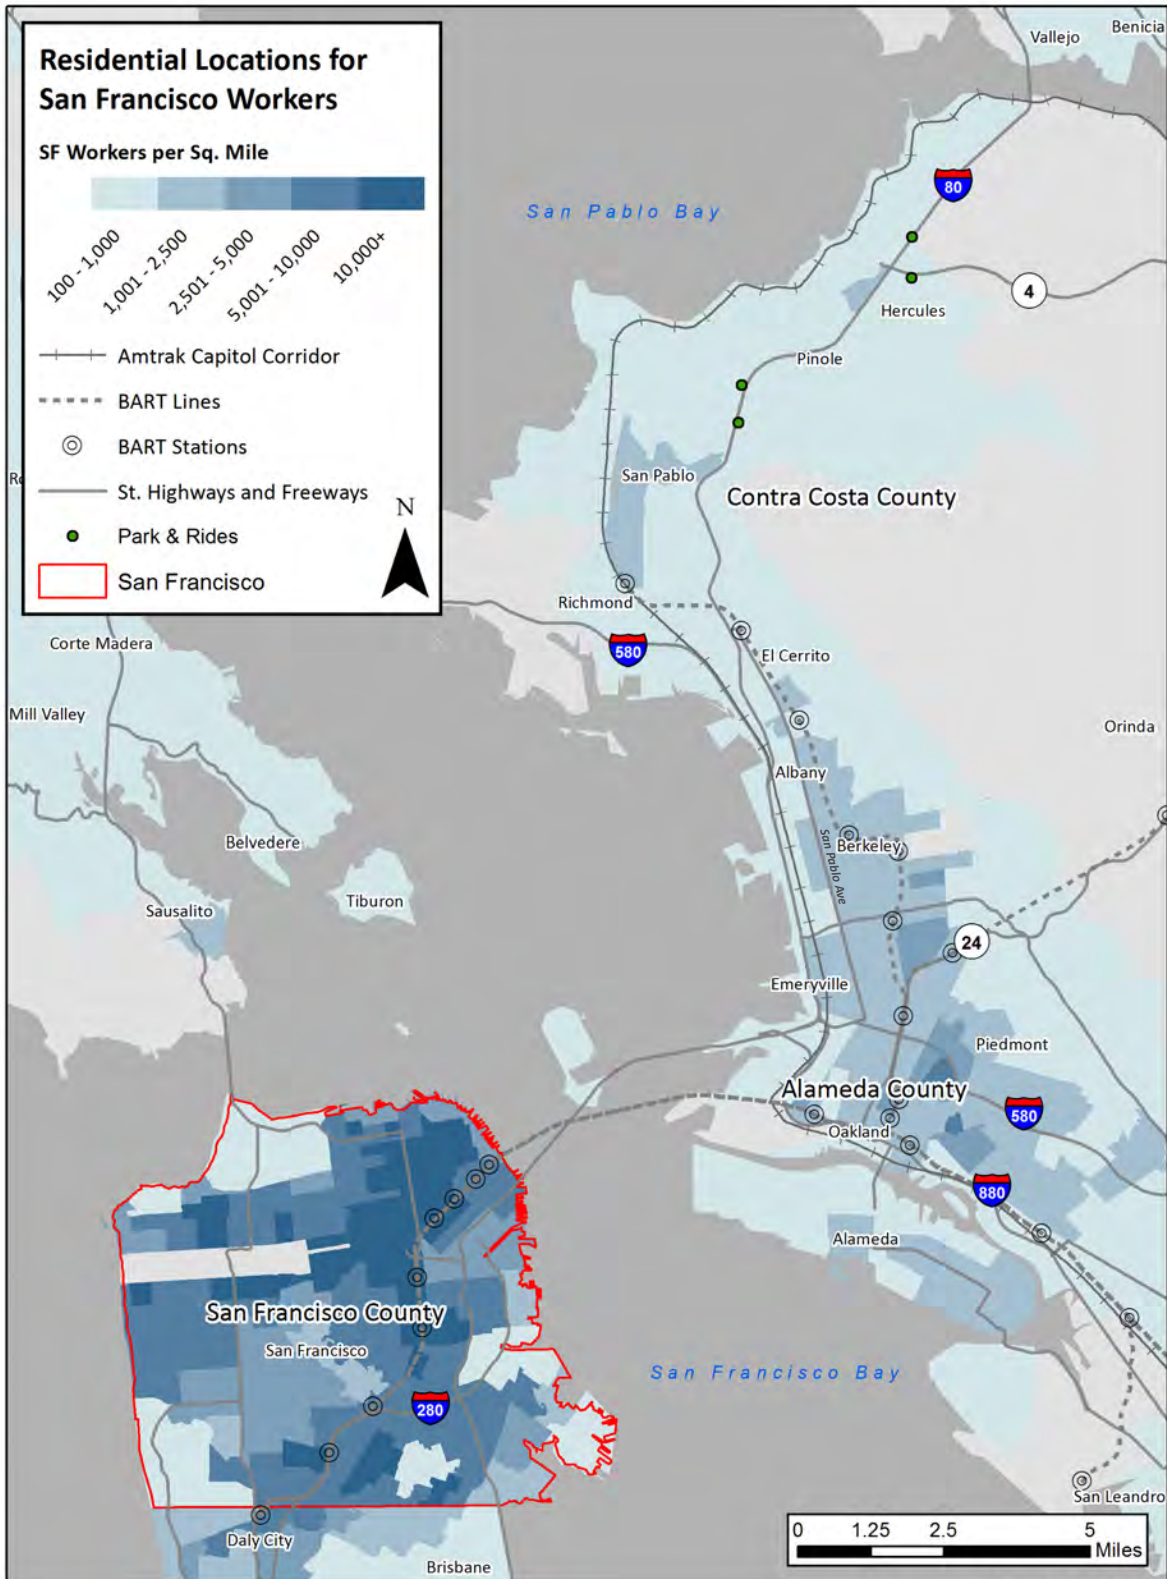 Residential Locations for
San Francisco Workers
SF Workers per Sq. Mile
100 - 1,000
1,001 - 2,500
2,501 - 5,000
5,001 - 10,000
10,000+
Amtrak Capitol Corridor
BART Lines
BART Stations
St. Highways and Freeways
Park & Rides
San Francisco
N
Benicia
Vallejo
80
San Pablo Bay
4
Hercules
Pinole
San Pablo
Contra Costa County
Richmond
580
El Cerrito
Corte Madera
Mill Valley
Orinda
Albany
San Pablo Ave
Berkeley
Belvedere
Tiburon
Sausalito
24
Emeryville
Piedmont
Alameda County
580
Oakland
880
Alameda
San Francisco County
San Francisco
San Francisco Bay
280
San Leandro
Daly City
Brisbane
0 1.25 2.5 5
Miles